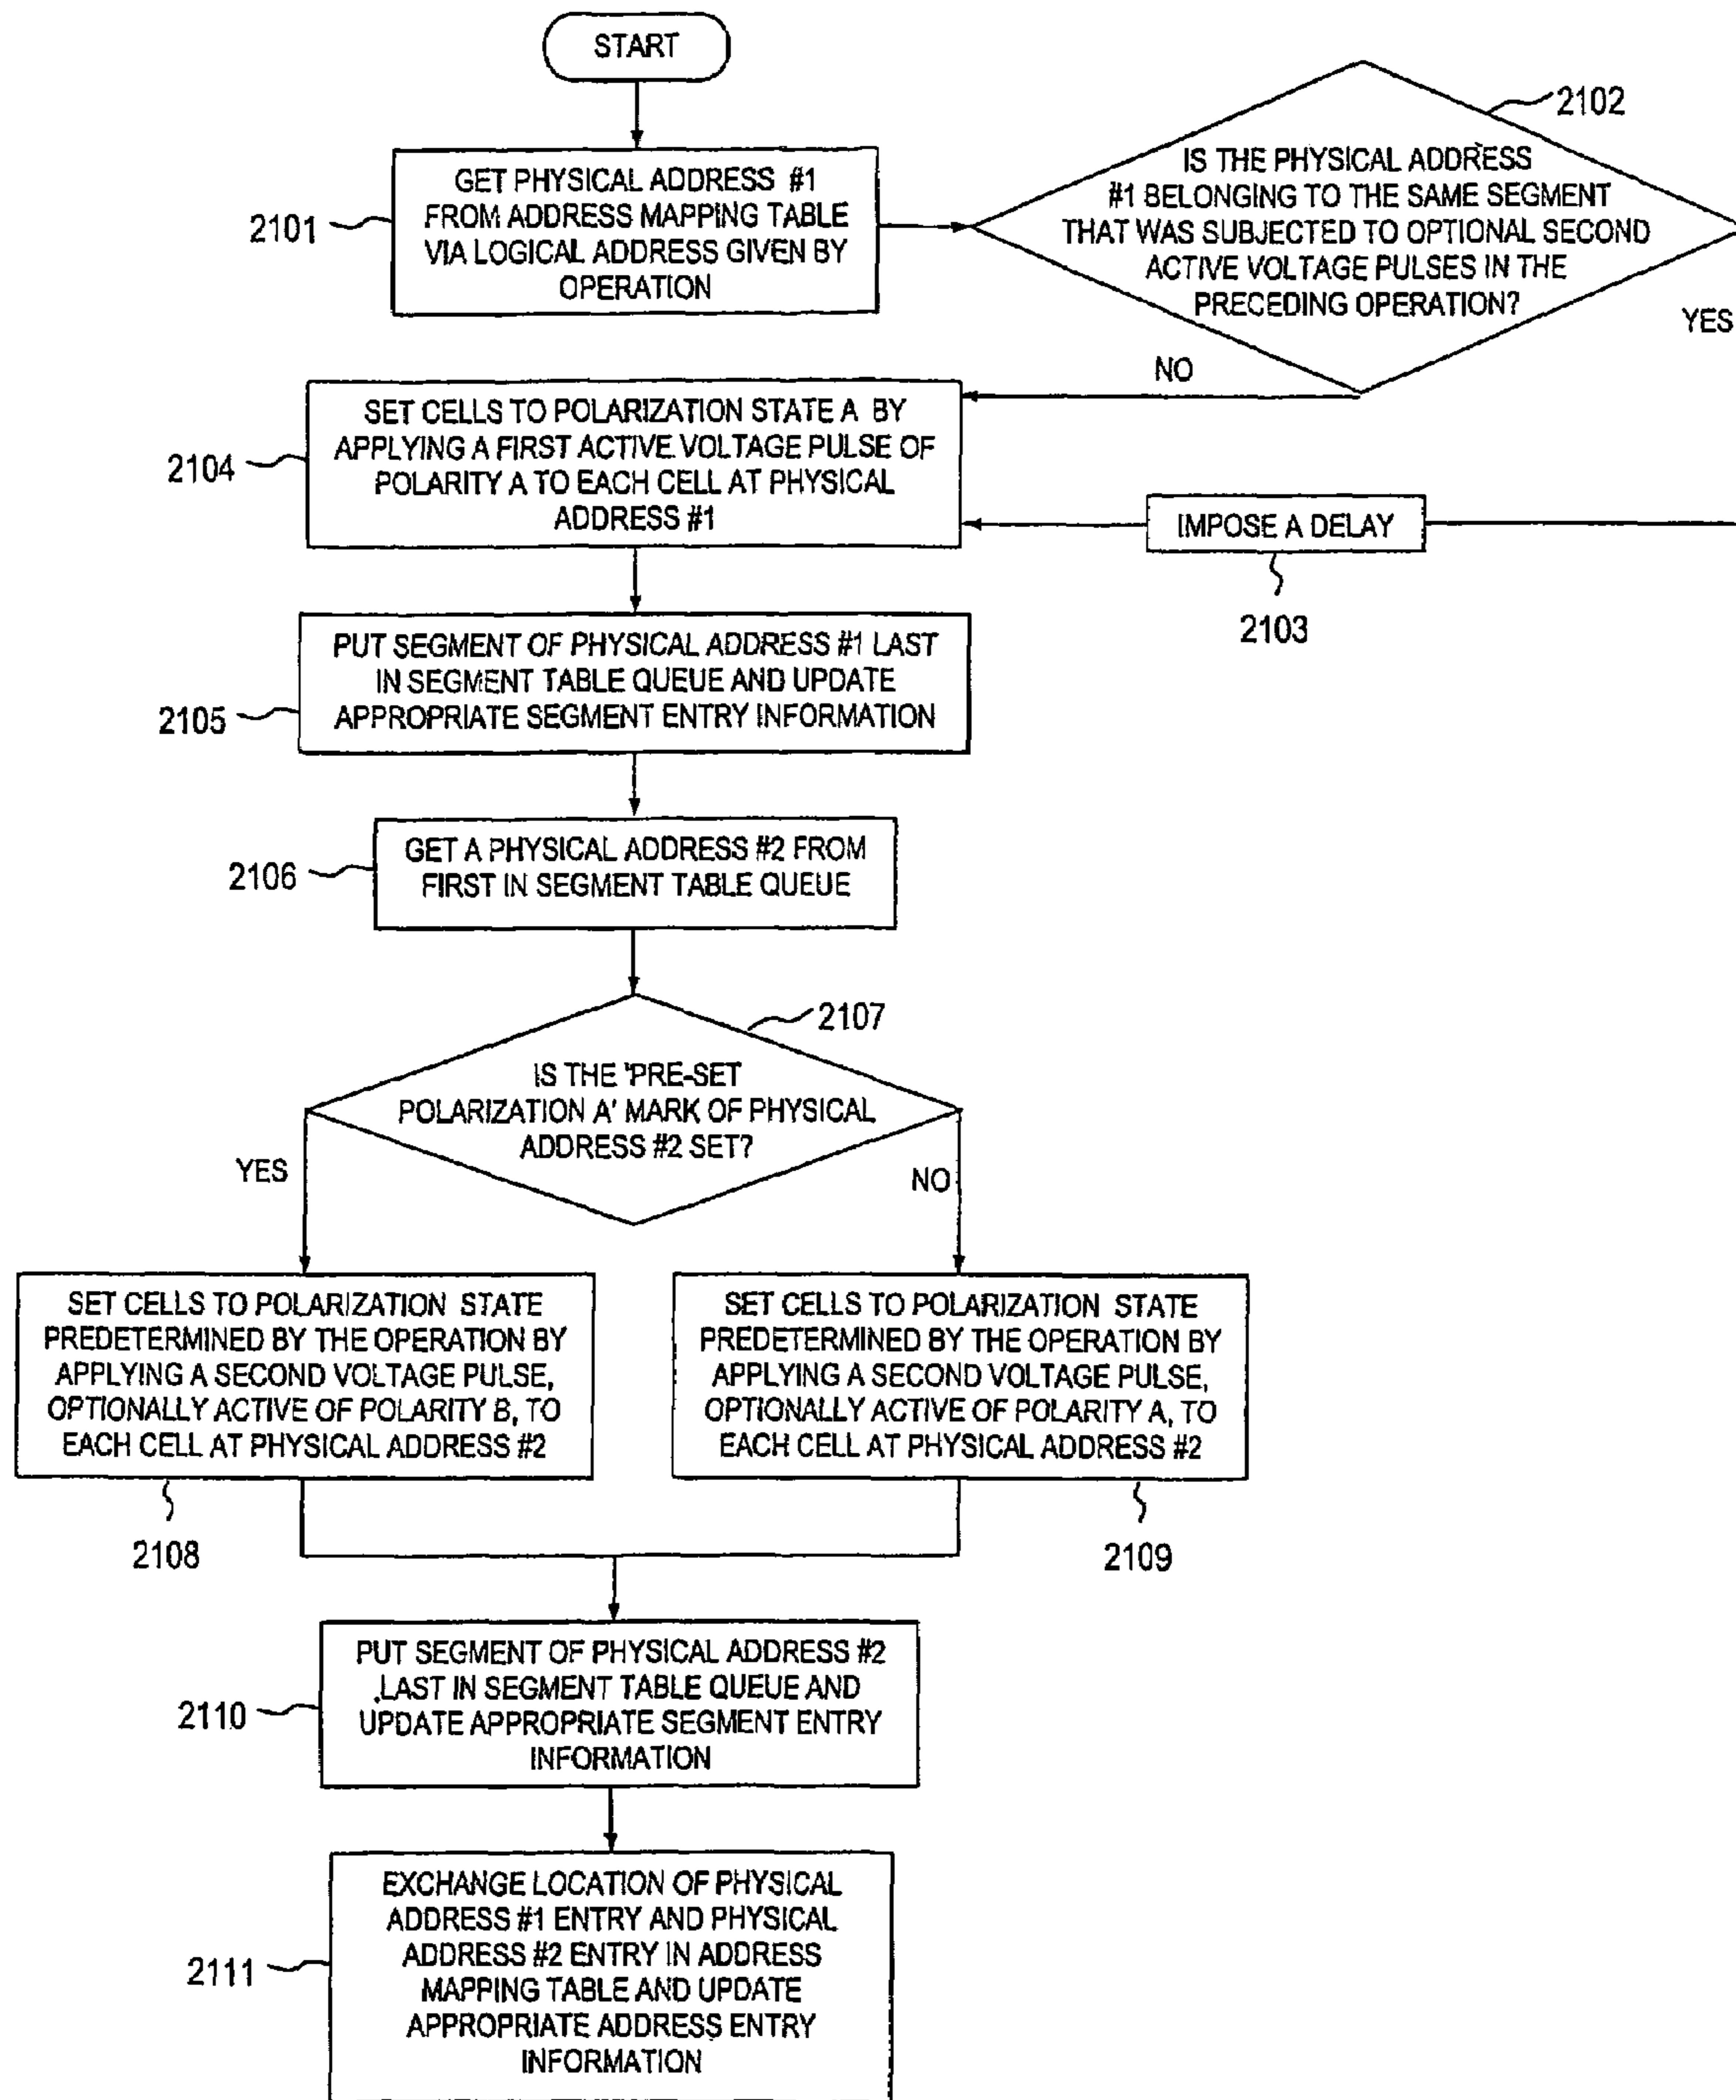 START
2101
GET PHYSICAL ADDRESS #1
FROM ADDRESS MAPPING TABLE
VIA LOGICAL ADDRESS GIVEN BY
OPERATION
2102
IS THE PHYSICAL ADDRESS
#1 BELONGING TO THE SAME SEGMENT
THAT WAS SUBJECTED TO OPTIONAL SECOND
ACTIVE VOLTAGE PULSES IN THE
PRECEDING OPERATION?
YES
NO
2104
SET CELLS TO POLARIZATION STATE A BY
APPLYING A FIRST ACTIVE VOLTAGE PULSE OF
POLARITY A TO EACH CELL AT PHYSICAL
ADDRESS #1
IMPOSE A DELAY
2103
2105
PUT SEGMENT OF PHYSICAL ADDRESS #1 LAST
IN SEGMENT TABLE QUEUE AND UPDATE
APPROPRIATE SEGMENT ENTRY INFORMATION
2106
GET A PHYSICAL ADDRESS #2 FROM
FIRST IN SEGMENT TABLE QUEUE
2107
IS THE 'PRE-SET
POLARIZATION A' MARK OF PHYSICAL
ADDRESS #2 SET?
YES
NO
SET CELLS TO POLARIZATION STATE
PREDETERMINED BY THE OPERATION BY
APPLYING A SECOND VOLTAGE PULSE,
OPTIONALLY ACTIVE OF POLARITY B, TO
EACH CELL AT PHYSICAL ADDRESS #2
2108
SET CELLS TO POLARIZATION STATE
PREDETERMINED BY THE OPERATION BY
APPLYING A SECOND VOLTAGE PULSE,
OPTIONALLY ACTIVE OF POLARITY A, TO
EACH CELL AT PHYSICAL ADDRESS #2
2109
2110
PUT SEGMENT OF PHYSICAL ADDRESS #2
LAST IN SEGMENT TABLE QUEUE AND
UPDATE APPROPRIATE SEGMENT ENTRY
INFORMATION
2111
EXCHANGE LOCATION OF PHYSICAL
ADDRESS #1 ENTRY AND PHYSICAL
ADDRESS #2 ENTRY IN ADDRESS
MAPPING TABLE AND UPDATE
APPROPRIATE ADDRESS ENTRY
INFORMATION